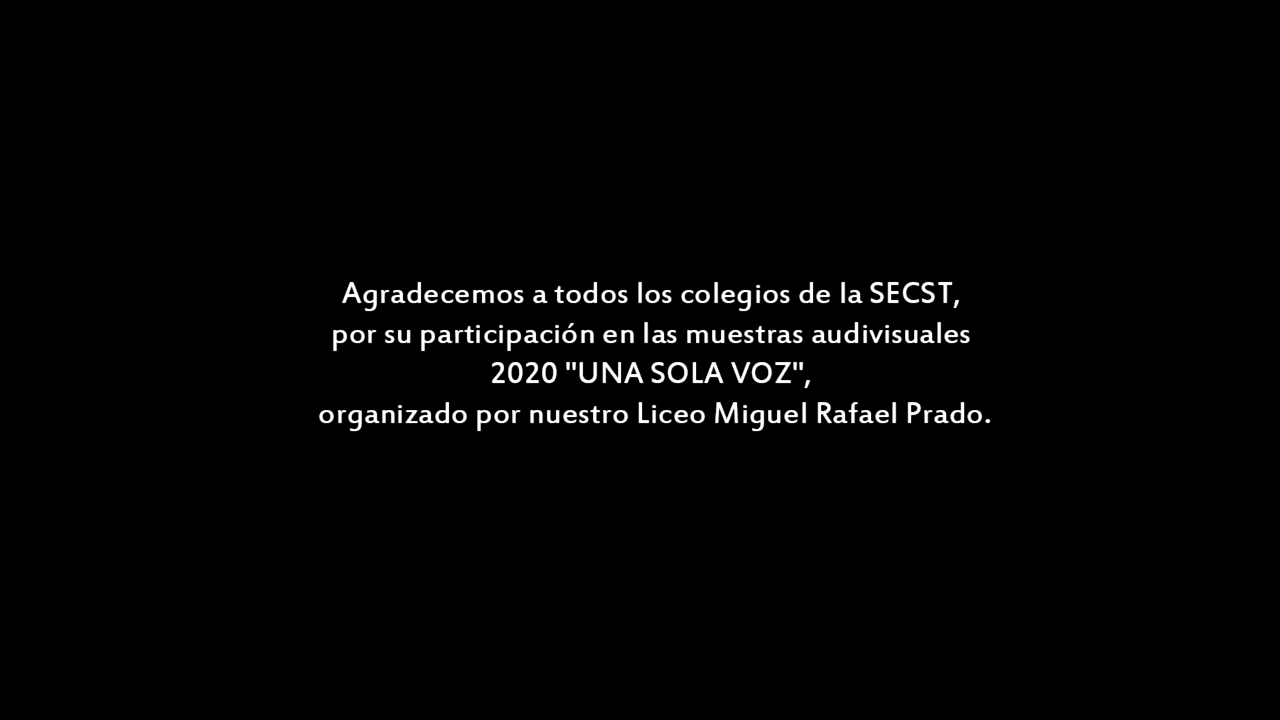 Agradecemos a todos los colegios de la SECST,
por su participación en las muestras audivisuales
2020 "UNA SOLA VOZ",
organizado por nuestro Liceo Miguel Rafael Prado.